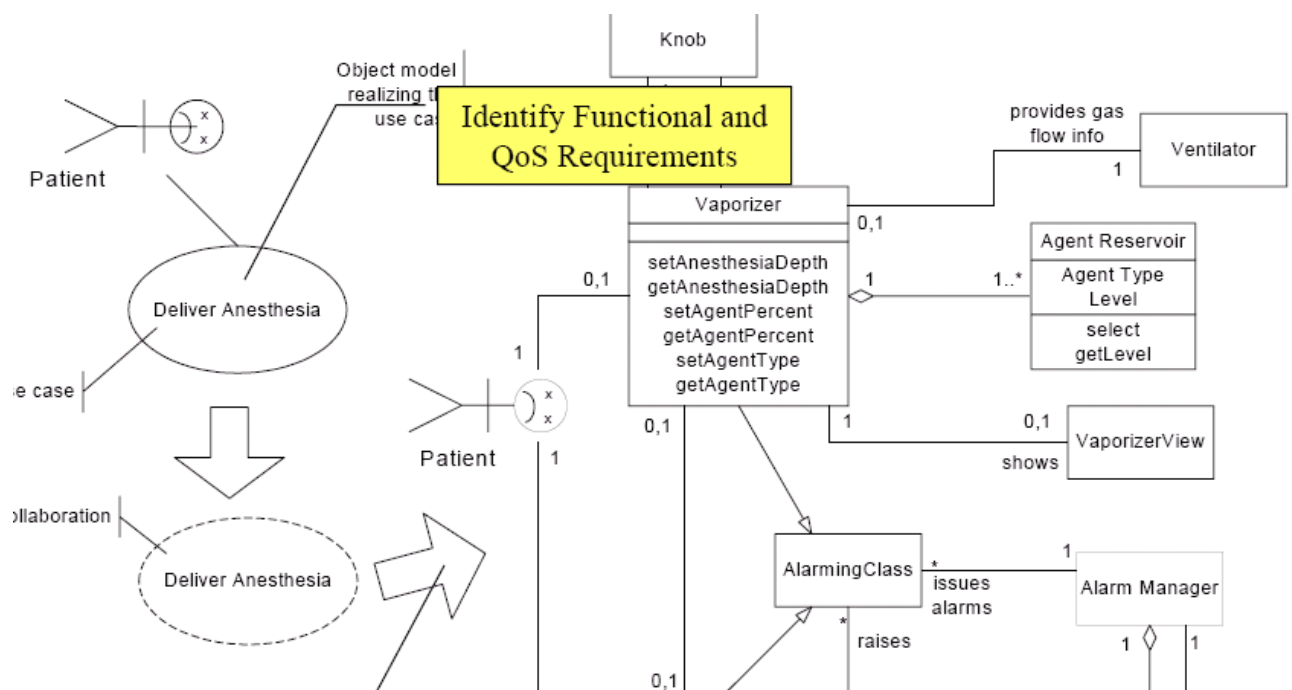 Knob
Object model
realizing th
use cas
Identify Functional and
QoS Requirements
provides gas
flow info
1
Ventilator
Patient
Vaporizer
0,1
Agent Reservoir
Agent Type
Level
select
getLevel
setAnesthesiaDepth
getAnesthesiaDepth
setAgentPercent
getAgentPercent
setAgentType
getAgentType
0,1
1
1..*
Deliver Anesthesia
1
x
x
x
x
e case
0,1
1
0,1
VaporizerView
shows
Patient
1
ollaboration
Deliver Anesthesia
AlarmingClass
*
issues
alarms
1
Alarm Manager
*
raises
1
1
0,1